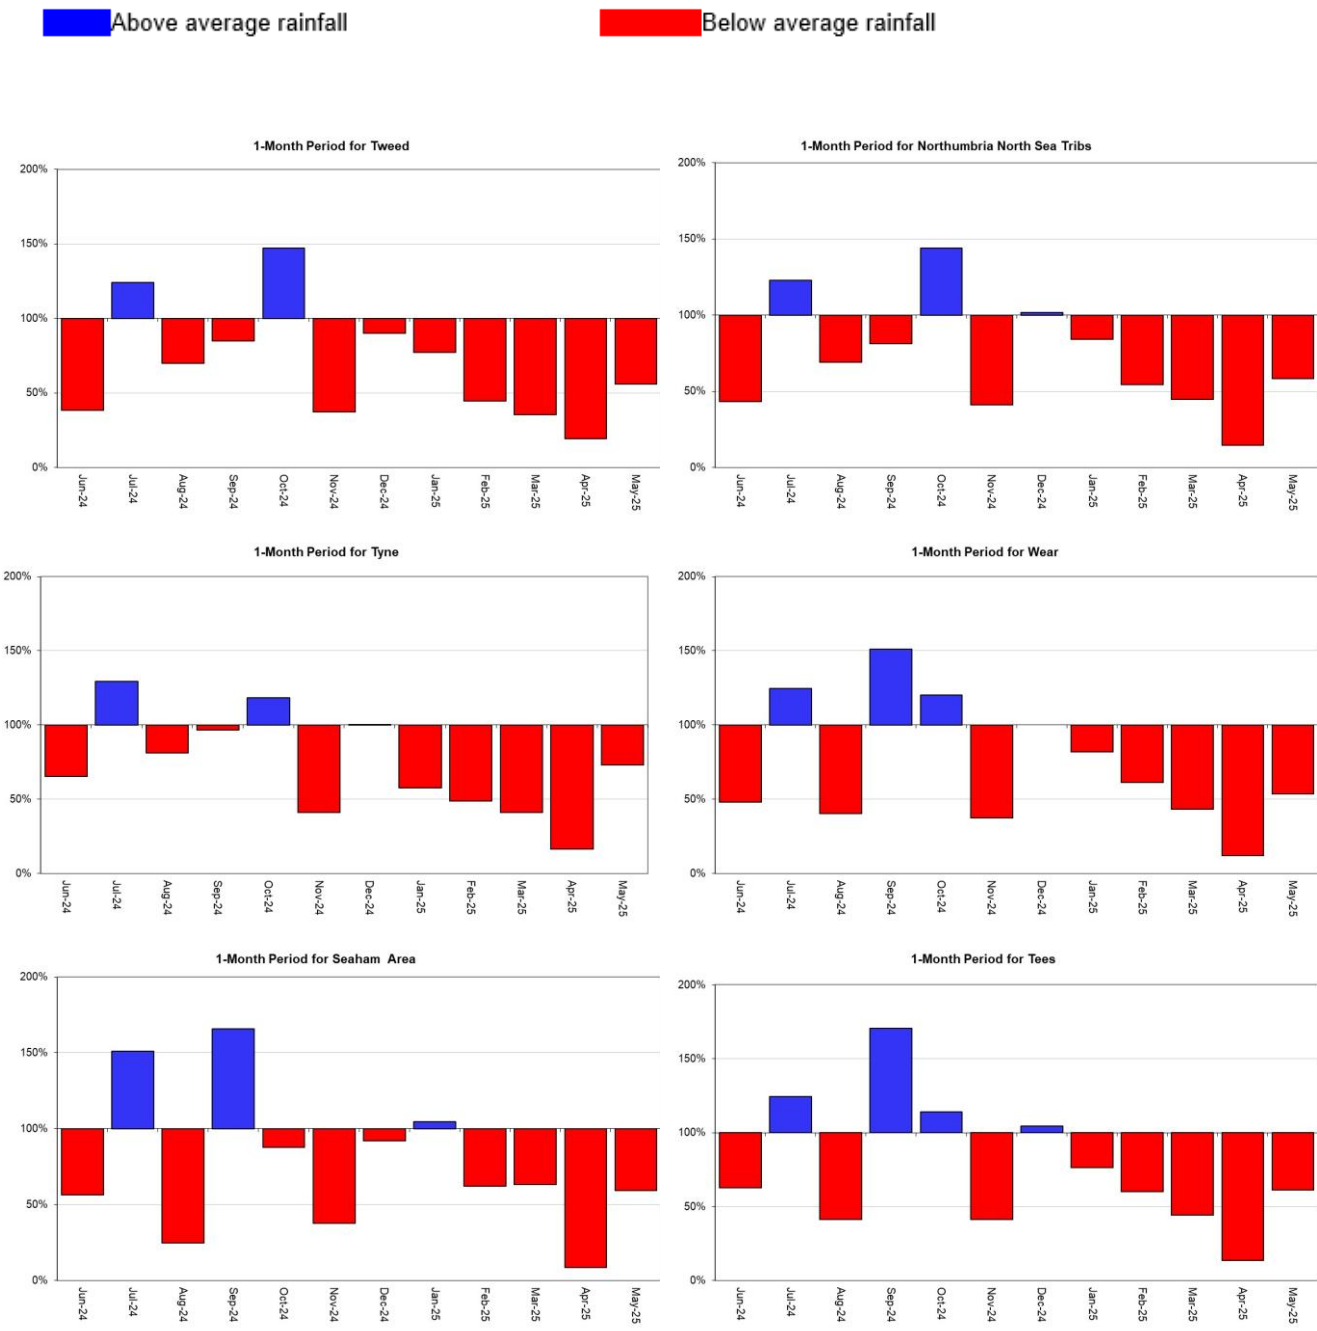 Above average rainfall Below average rainfall
1-Month Period for Tweed
200%
150%
100%
50%
0%
Jun-24 Jul-24 Aug-24 Sep-24 Oct-24 Nov-24 Dec-24 Jan-25 Feb-25 Mar-25 Apr-25 May-25
1-Month Period for Northumbria North Sea Tribs
200%
150%
100%
50%
0%
Jun-24 Jul-24 Aug-24 Sep-24 Oct-24 Nov-24 Dec-24 Jan-25 Feb-25 Mar-25 Apr-25 May-25
1-Month Period for Tyne
200%
150%
100%
50%
0%
Jun-24 Jul-24 Aug-24 Sep-24 Oct-24 Nov-24 Dec-24 Jan-25 Feb-25 Mar-25 Apr-25 May-25
1-Month Period for Wear
200%
150%
100%
50%
0%
Jun-24 Jul-24 Aug-24 Sep-24 Oct-24 Nov-24 Dec-24 Jan-25 Feb-25 Mar-25 Apr-25 May-25
1-Month Period for Seaham Area
200%
150%
100%
50%
0%
Jun-24 Jul-24 Aug-24 Sep-24 Oct-24 Nov-24 Dec-24 Jan-25 Feb-25 Mar-25 Apr-25 May-25
1-Month Period for Tees
200%
150%
100%
50%
0%
Jun-24 Jul-24 Aug-24 Sep-24 Oct-24 Nov-24 Dec-24 Jan-25 Feb-25 Mar-25 Apr-25 May-25